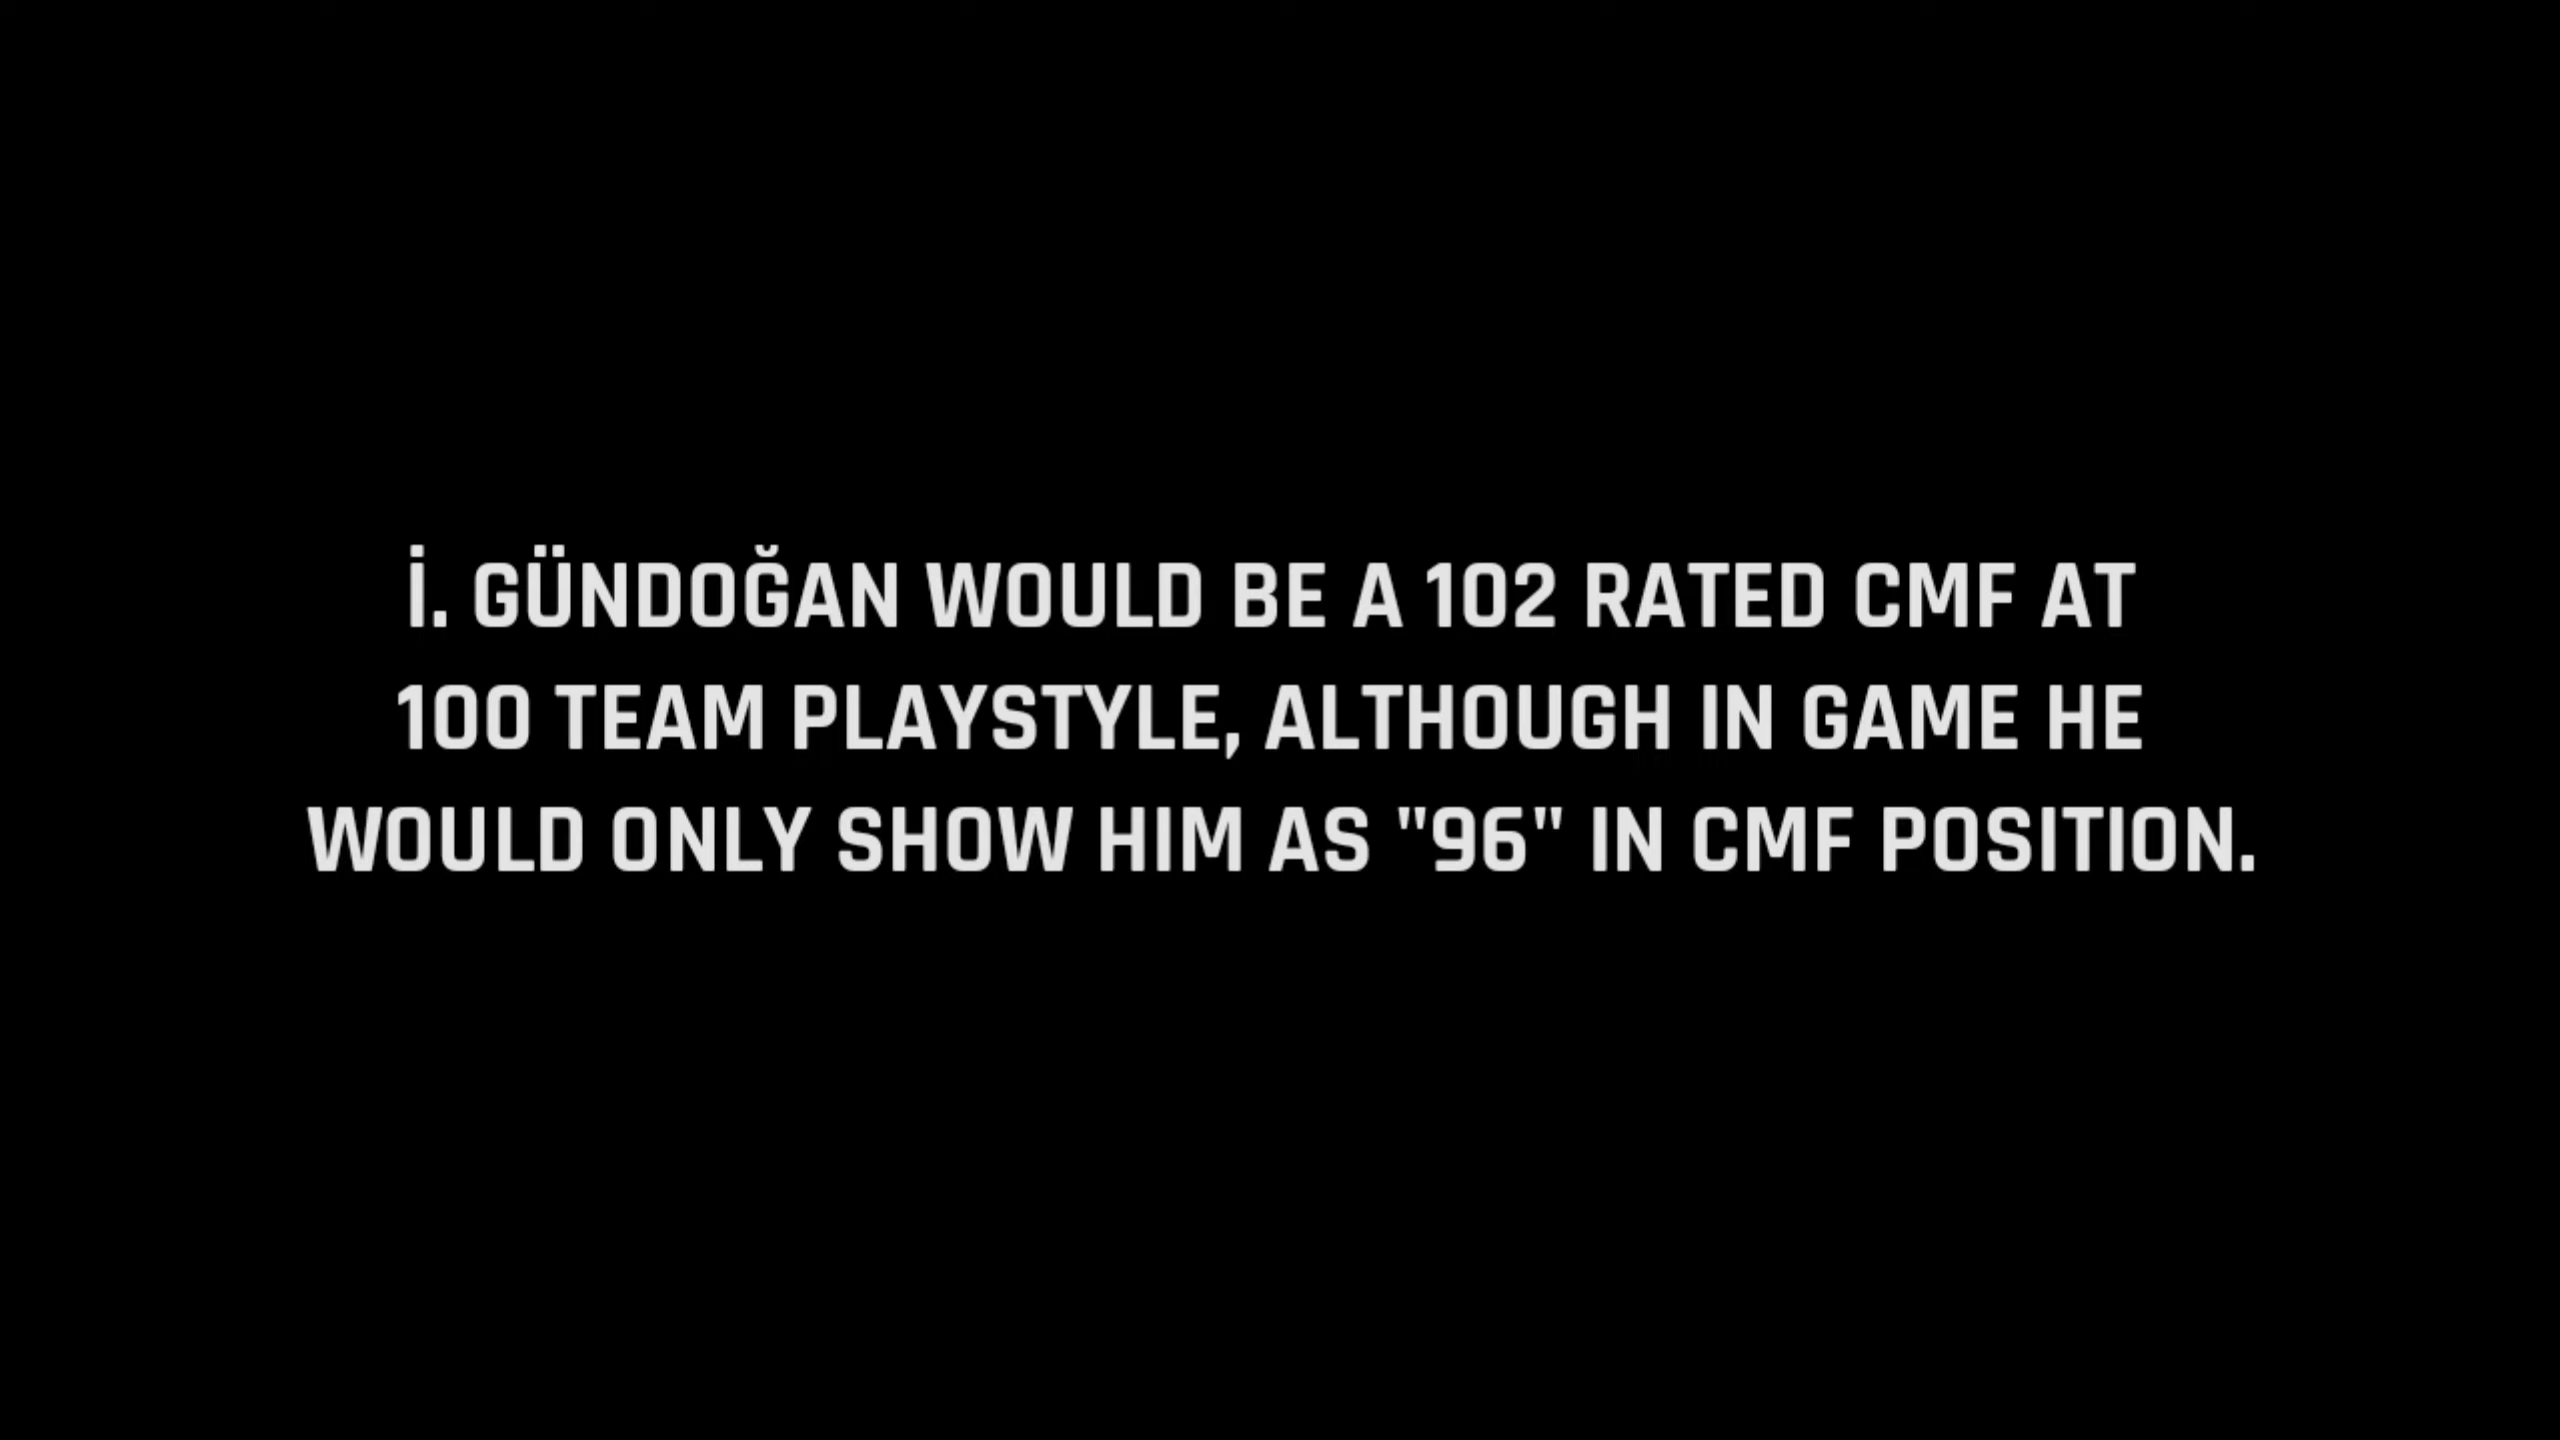 İ. GÜNDOĞAN WOULD BE A 102 RATED CMF AT
100 TEAM PLAYSTYLE, ALTHOUGH IN GAME HE
WOULD ONLY SHOW HIM AS "96" IN CMF POSITION.